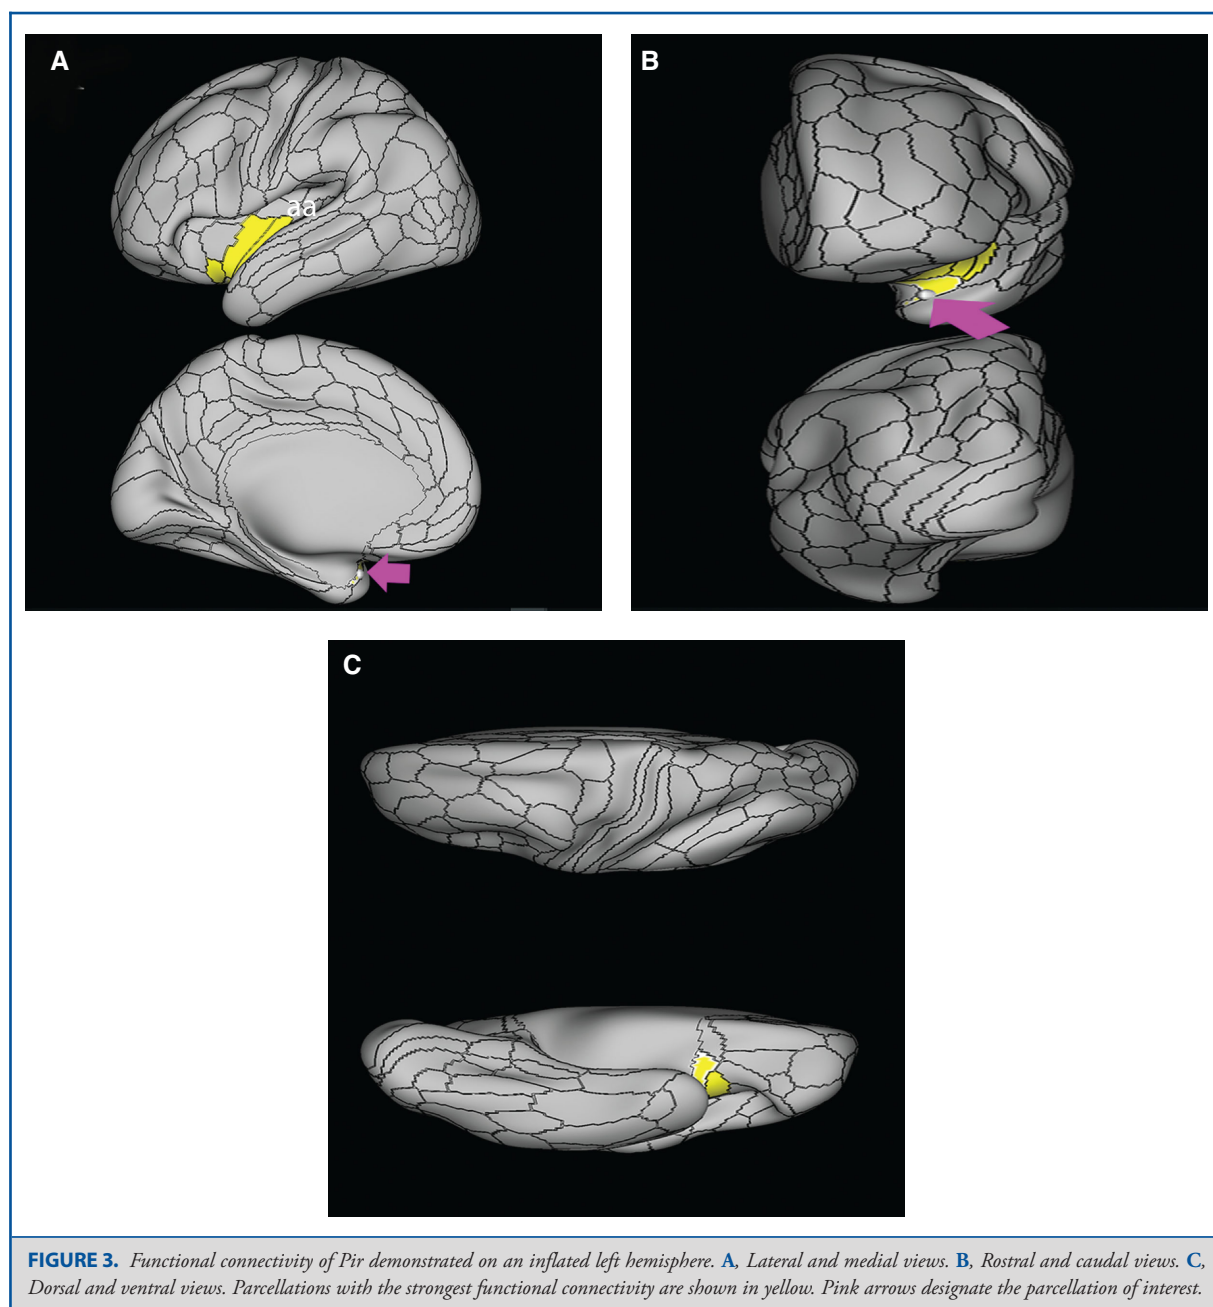 A
B
aa
C
FIGURE 3. Functional connectivity of Pir demonstrated on an inflated left hemisphere. A, Lateral and medial views. B, Rostral and caudal views. C,
Dorsal and ventral views. Parcellations with the strongest functional connectivity are shown in yellow. Pink arrows designate the parcellation of interest.